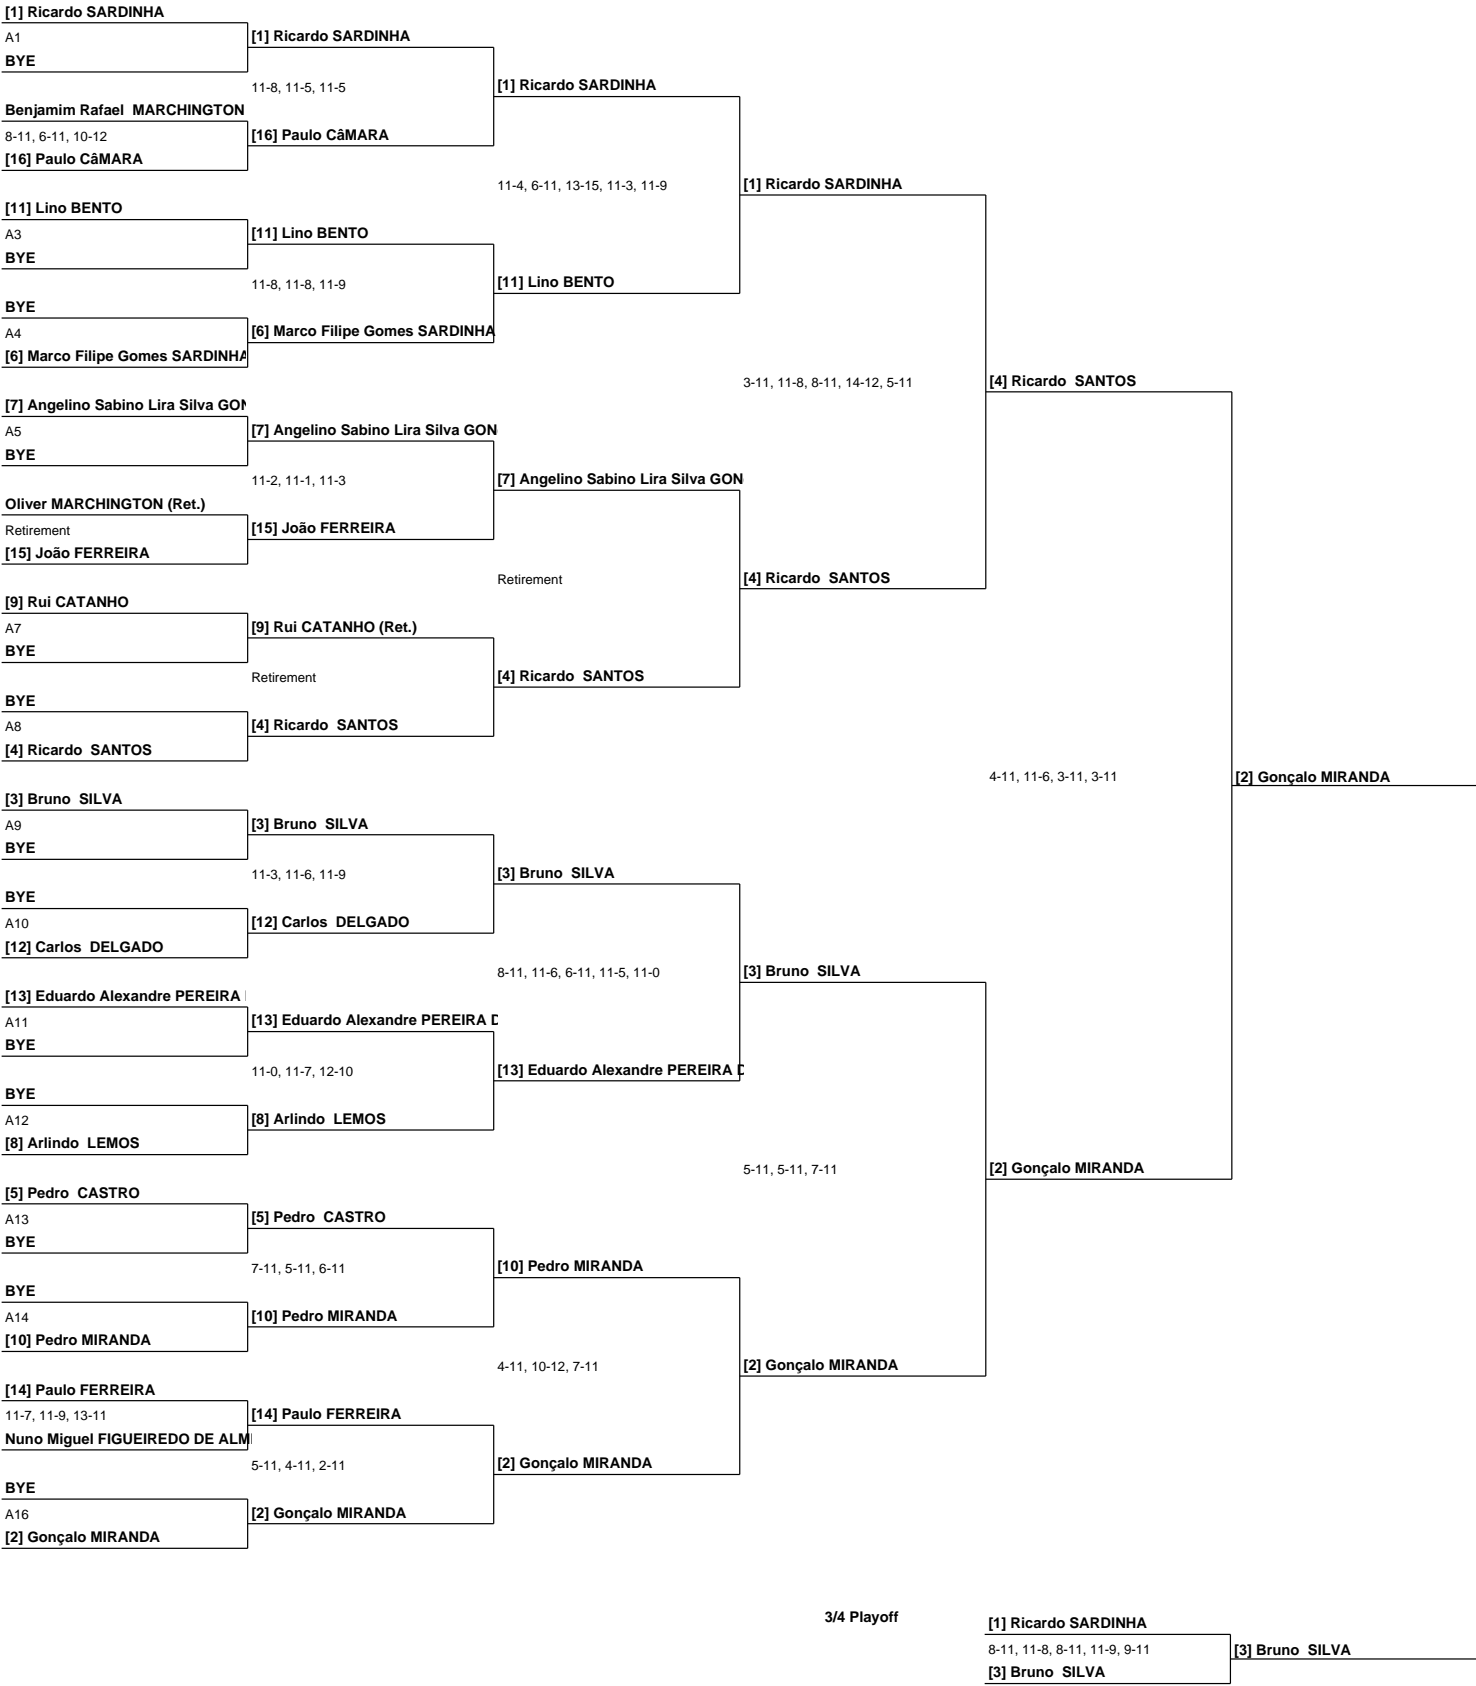 [1] Ricardo SARDINHA
A1
BYE
Benjamim Rafael  MARCHINGTON
8-11, 6-11, 10-12
[16] Paulo CâMARA
[11] Lino BENTO
A3
BYE
BYE
A4
[6] Marco Filipe Gomes SARDINHA
[7] Angelino Sabino Lira Silva GON
A5
BYE
Oliver MARCHINGTON (Ret.)
Retirement
[15] João FERREIRA
[9] Rui CATANHO
A7
BYE
BYE
A8
[4] Ricardo  SANTOS
[3] Bruno  SILVA
A9
BYE
BYE
A10
[12] Carlos  DELGADO
[13] Eduardo Alexandre PEREIRA
A11
BYE
BYE
A12
[8] Arlindo  LEMOS
[5] Pedro  CASTRO
A13
BYE
BYE
A14
[10] Pedro MIRANDA
[14] Paulo FERREIRA
11-7, 11-9, 13-11
Nuno Miguel FIGUEIREDO DE ALM
BYE
A16
[2] Gonçalo MIRANDA
[1] Ricardo SARDINHA
11-8, 11-5, 11-5
[16] Paulo CâMARA
[11] Lino BENTO
11-8, 11-8, 11-9
[6] Marco Filipe Gomes SARDINHA
[7] Angelino Sabino Lira Silva GON
11-2, 11-1, 11-3
[15] João FERREIRA
[9] Rui CATANHO (Ret.)
Retirement
[4] Ricardo  SANTOS
[3] Bruno  SILVA
11-3, 11-6, 11-9
[12] Carlos  DELGADO
[13] Eduardo Alexandre PEREIRA D
11-0, 11-7, 12-10
[8] Arlindo  LEMOS
[5] Pedro  CASTRO
7-11, 5-11, 6-11
[10] Pedro MIRANDA
[14] Paulo FERREIRA
5-11, 4-11, 2-11
[2] Gonçalo MIRANDA
[1] Ricardo SARDINHA
11-4, 6-11, 13-15, 11-3, 11-9
[11] Lino BENTO
[7] Angelino Sabino Lira Silva GON
Retirement
[4] Ricardo  SANTOS
[3] Bruno  SILVA
8-11, 11-6, 6-11, 11-5, 11-0
[13] Eduardo Alexandre PEREIRA D
[10] Pedro MIRANDA
4-11, 10-12, 7-11
[2] Gonçalo MIRANDA
[1] Ricardo SARDINHA
3-11, 11-8, 8-11, 14-12, 5-11
[4] Ricardo  SANTOS
[3] Bruno  SILVA
5-11, 5-11, 7-11
[2] Gonçalo MIRANDA
[4] Ricardo  SANTOS
4-11, 11-6, 3-11, 3-11
[2] Gonçalo MIRANDA
[2] Gonçalo MIRANDA
3/4 Playoff
[1] Ricardo SARDINHA
8-11, 11-8, 8-11, 11-9, 9-11
[3] Bruno  SILVA
[3] Bruno  SILVA